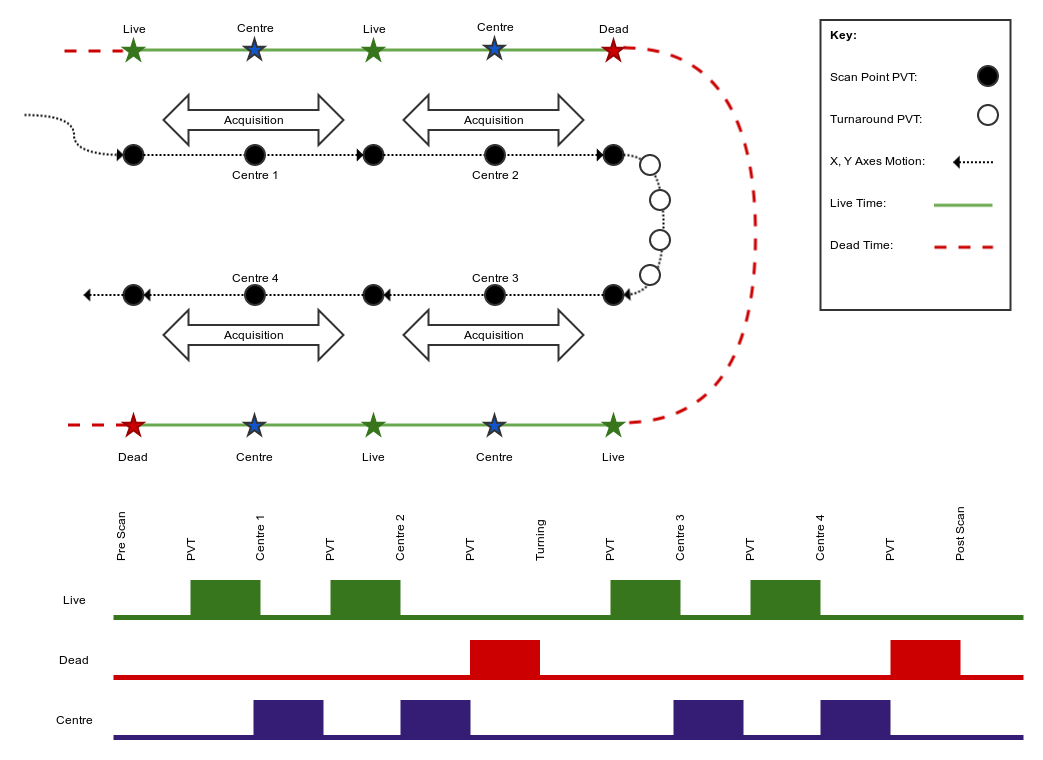 Live Centre Live Centre Dead
Key:
Scan Point PVT:
Acquisition Acquisition
Turnaround PVT:
X, Y Axes Motion:
Centre 1 Centre 2
Live Time:
Dead Time:
Centre 4 Centre 3
Acquisition Acquisition
Dead Centre Live Centre Live
Pre Scan PVT Centre 1 PVT Centre 2 PVT Turning PVT Centre 3 PVT Centre 4 PVT Post Scan
Live
Dead
Centre